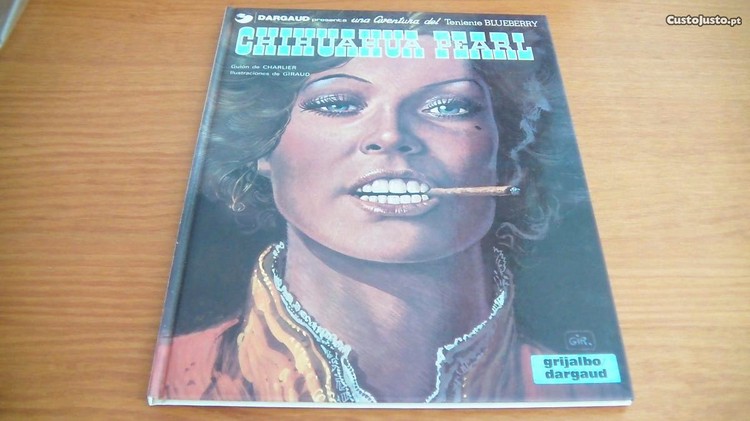 DARGAUD presenta una Aventura del Teniente BLUEBERRY
CHIHUAHUA PEARL
Guión de CHARLIER
Ilustraciones de GIRAUD
GIR.
grijalbo
dargaud
CustoJusto.pt